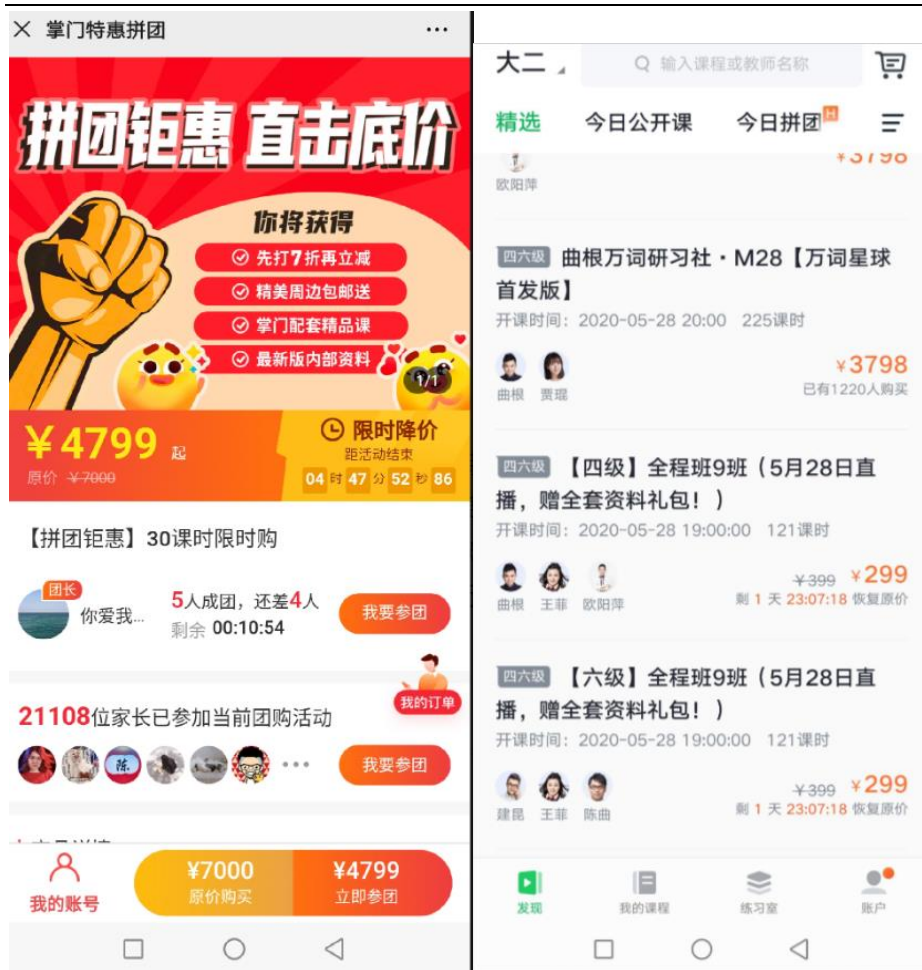 掌门特惠拼团
拼团钜惠 直击底价
你将获得
先打7折再立减
精美周边包邮送
掌门配套精品课
最新版内部资料
1/1
¥4799 起
原价 ¥7000
限时降价
距活动结束
04 时 47 分 52 秒 86
【拼团钜惠】30课时限时购
团长
你爱我...
5人成团，还差4人
剩余 00:10:54
我要参团
我的订单
21108位家长已参加当前团购活动
陈
我要参团
我的账号
¥7000
原价购买
¥4799
立即参团
大二
输入课程或教师名称
精选
今日公开课
今日拼团
H
¥3798
欧阳萍
四六级 曲根万词研习社·M28【万词星球
首发版】
开课时间：2020-05-28 20:00 225课时
曲根 贾琨
¥3798
已有1220人购买
四六级 【四级】全程班9班（5月28日直
播，赠全套资料礼包！）
开课时间：2020-05-28 19:00:00 121课时
曲根 王菲 欧阳萍
¥399 ¥299
剩 1 天 23:07:18 恢复原价
四六级 【六级】全程班9班（5月28日直
播，赠全套资料礼包！）
开课时间：2020-05-28 19:00:00 121课时
建昆 王菲 陈曲
¥399 ¥299
剩 1 天 23:07:18 恢复原价
发现
我的课程
练习室
账户